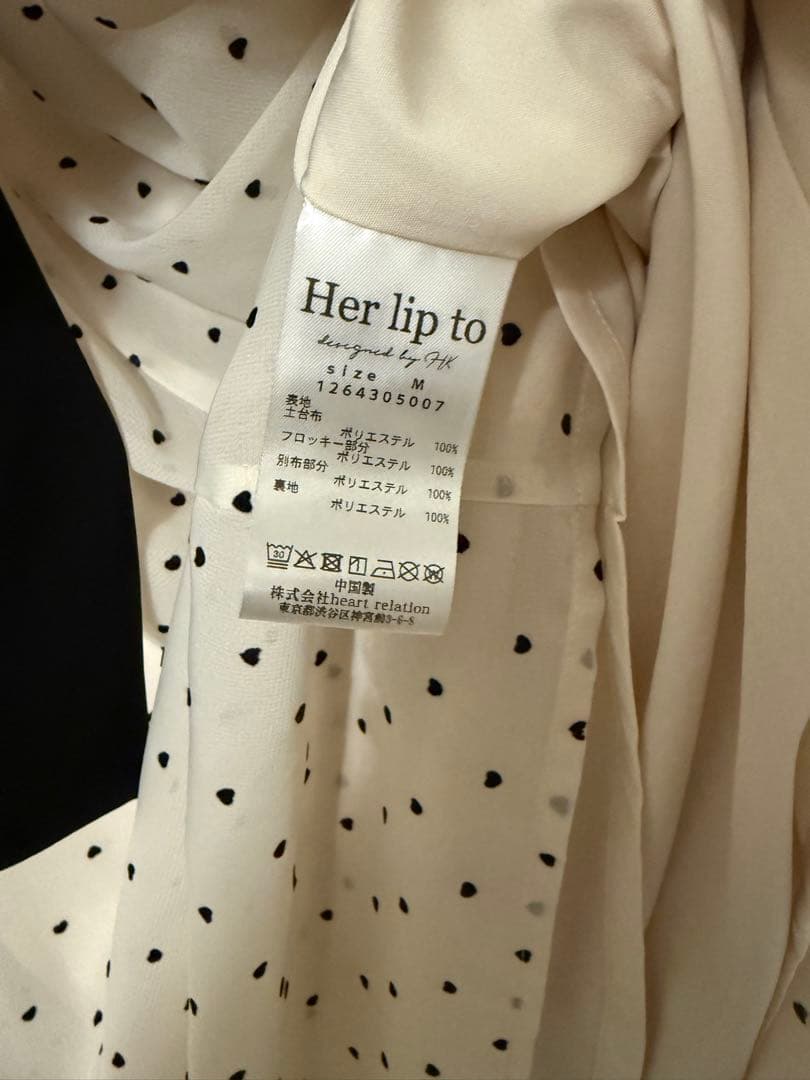 Her lip to
designed by HK
size M
1264305007
表地
土台布 ポリエステル 100%
フロッキー部分 ポリエステル 100%
別布部分 ポリエステル 100%
裏地 ポリエステル 100%
30
中国製
株式会社heart relation
東京都渋谷区神宮前3-6-8